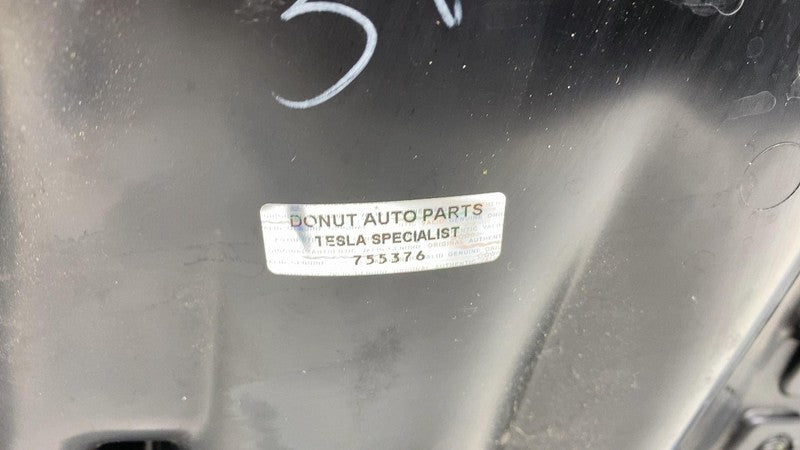 DONUT AUTO PARTS
TESLA SPECIALIST
755376